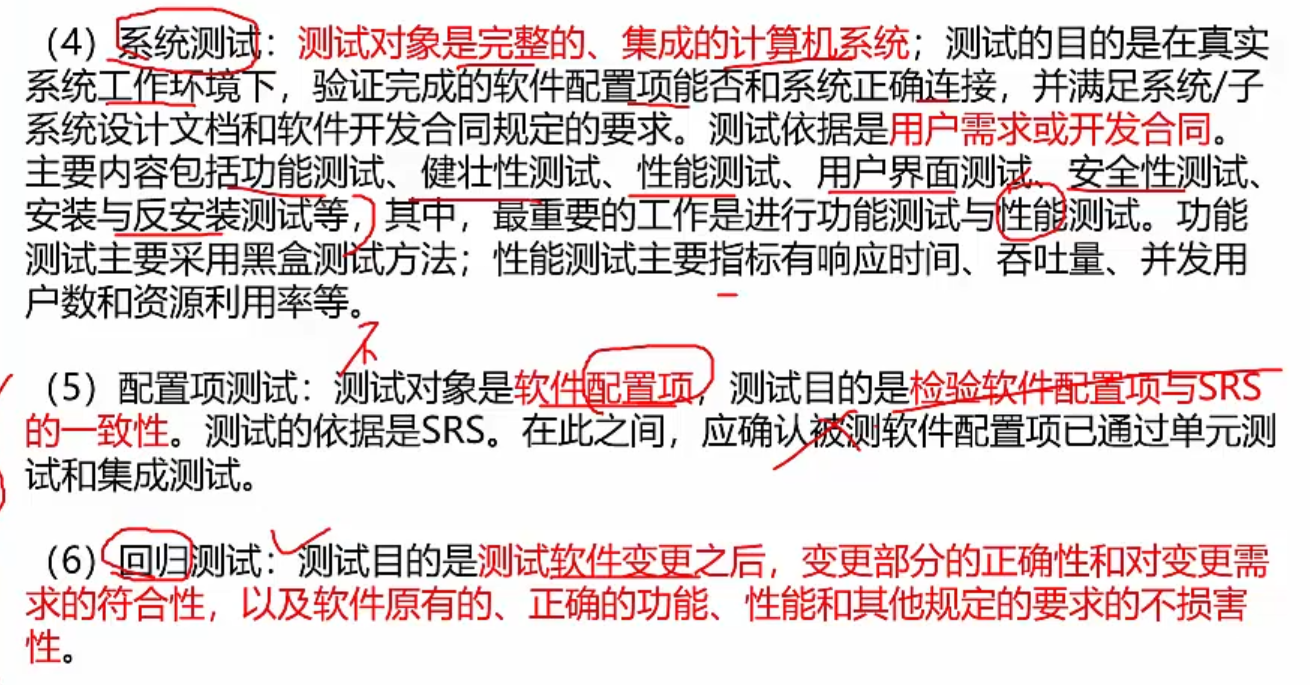 （4）系统测试：测试对象是完整的、集成的计算机系统；测试的目的是在真实
系统工作环境下，验证完成的软件配置项能否和系统正确连接，并满足系统/子
系统设计文档和软件开发合同规定的要求。测试依据是用户需求或开发合同。
主要内容包括功能测试、健壮性测试、性能测试、用户界面测试、安全性测试、
安装与反安装测试等，其中，最重要的工作是进行功能测试与性能测试。功能
测试主要采用黑盒测试方法；性能测试主要指标有响应时间、吞吐量、并发用
户数和资源利用率等。
（5）配置项测试：测试对象是软件配置项，测试目的是检验软件配置项与SRS
的一致性。测试的依据是SRS。在此之间，应确认被测软件配置项已通过单元测
试和集成测试。
（6）回归测试：测试目的是测试软件变更之后，变更部分的正确性和对变更需
求的符合性，以及软件原有的、正确的功能、性能和其他规定的要求的不损害
性。